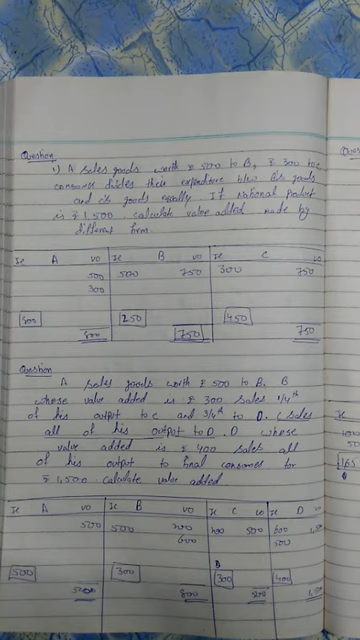 Question
1) A sales goods worth ₹ 500 to B, ₹ 300 to C
consumer divides their expenditure b/w B's goods
and C's goods equally If National Product
is ₹ 1,500. calculate value added made by
different firm.
Ic A VO Ic B VO Ic C VO
500 500 750 300 750
300
800 250 450
800 750 750
Question
A sales goods worth ₹ 500 to B. B
whose value added is ₹ 300 sales 1/4th
of his output to C and 3/4th to D. C sales
all of his output to D. D whose
value added is ₹ 400 sales all
of his output to final consumer for
₹ 1,500. calculate value added
Ic A VO Ic B VO Ic C VO Ic D VO
500 500 200 200 500 600
600 500
500 300 300 400
500 800
Ques